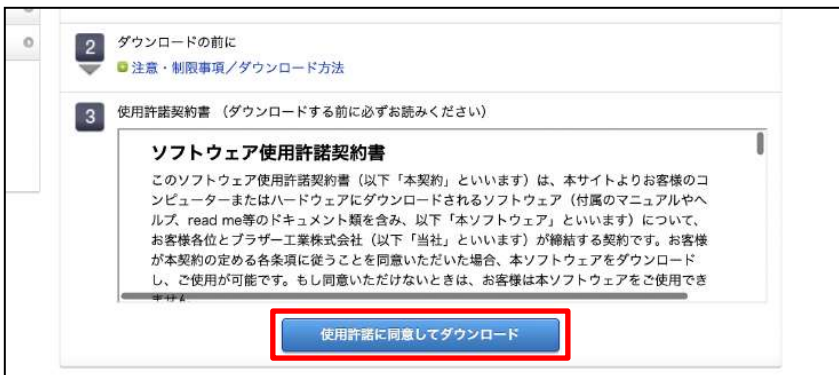 2 ダウンロードの前に
注意・制限事項／ダウンロード方法
3 使用許諾契約書 （ダウンロードする前に必ずお読みください）
ソフトウェア使用許諾契約書
このソフトウェア使用許諾契約書（以下「本契約」といいます）は、本サイトよりお客様のコ
ンピューターまたはハードウェアにダウンロードされるソフトウェア（付属のマニュアルやヘ
ルプ、read me等のドキュメント類を含み、以下「本ソフトウェア」といいます）について、
お客様各位とブラザー工業株式会社（以下「当社」といいます）が締結する契約です。お客様
が本契約の定める各条項に従うことを同意いただいた場合、本ソフトウェアをダウンロード
し、ご使用が可能です。もし同意いただけないときは、お客様は本ソフトウェアをご使用でき
ません
使用許諾に同意してダウンロード